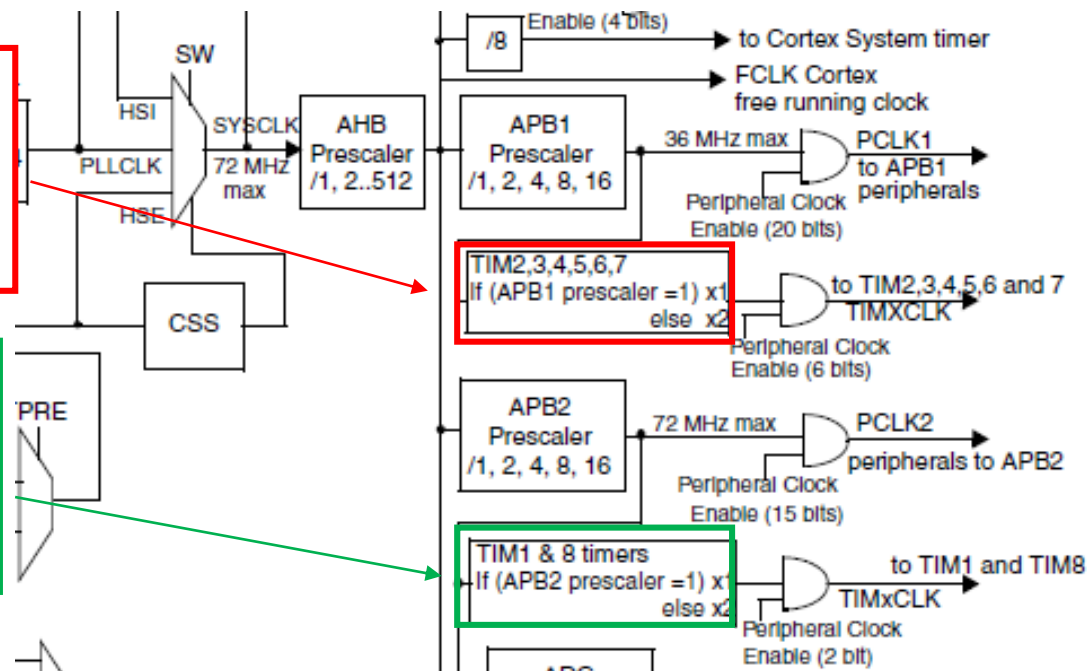 Enable (4 bits)
/8
to Cortex System timer
SW
FCLK Cortex
free running clock
HSI
SYSCLK
AHB
Prescaler
/1, 2..512
APB1
Prescaler
/1, 2, 4, 8, 16
36 MHz max
PCLK1
to APB1
peripherals
PLLCLK
72 MHz
max
Peripheral Clock
Enable (20 bits)
HSE
TIM2,3,4,5,6,7
If (APB1 prescaler =1) x1
else x2
to TIM2,3,4,5,6 and 7
TIMXCLK
CSS
Peripheral Clock
Enable (6 bits)
PRE
APB2
Prescaler
/1, 2, 4, 8, 16
72 MHz max
PCLK2
peripherals to APB2
Peripheral Clock
Enable (15 bits)
TIM1 & 8 timers
If (APB2 prescaler =1) x1
else x2
to TIM1 and TIM8
TIMxCLK
Peripheral Clock
Enable (2 bit)